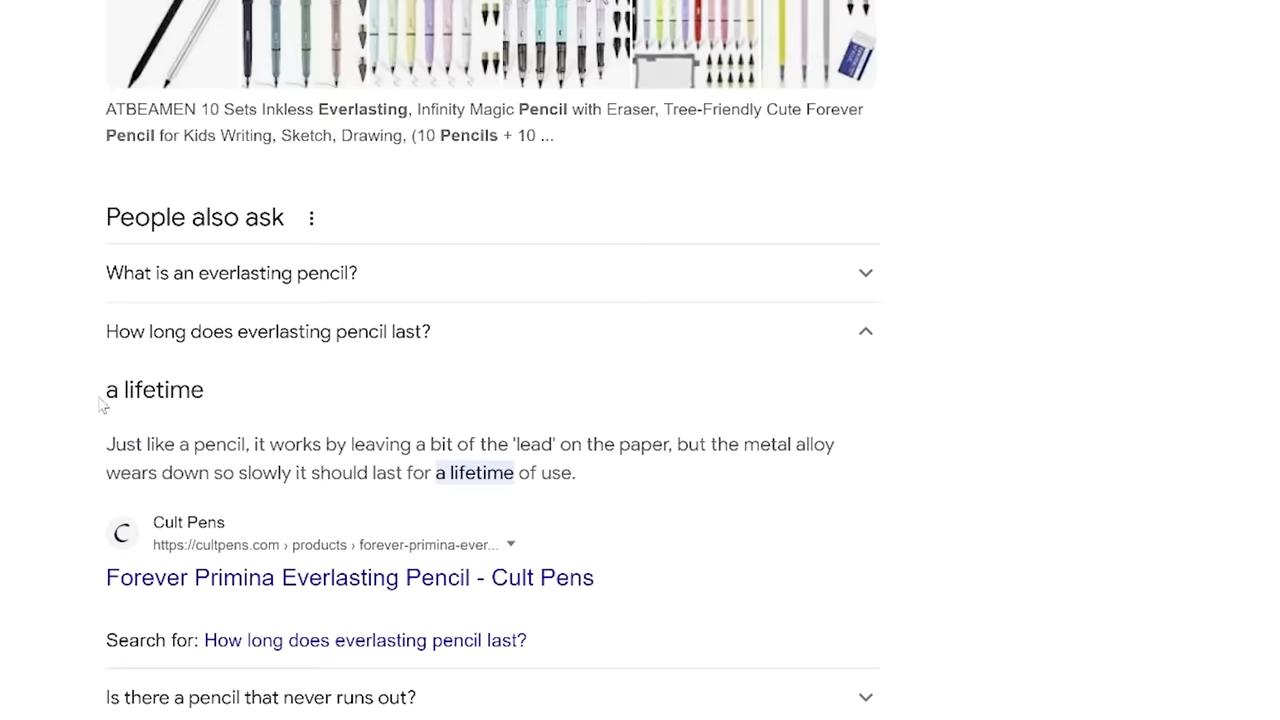 ATBEAMEN 10 Sets Inkless Everlasting, Infinity Magic Pencil with Eraser, Tree-Friendly Cute Forever
Pencil for Kids Writing, Sketch, Drawing, (10 Pencils + 10 ...
People also ask
What is an everlasting pencil?
How long does everlasting pencil last?
a lifetime
Just like a pencil, it works by leaving a bit of the 'lead' on the paper, but the metal alloy
wears down so slowly it should last for a lifetime of use.
Cult Pens
https://cultpens.com › products › forever-primina-ever...
Forever Primina Everlasting Pencil - Cult Pens
Search for: How long does everlasting pencil last?
Is there a pencil that never runs out?